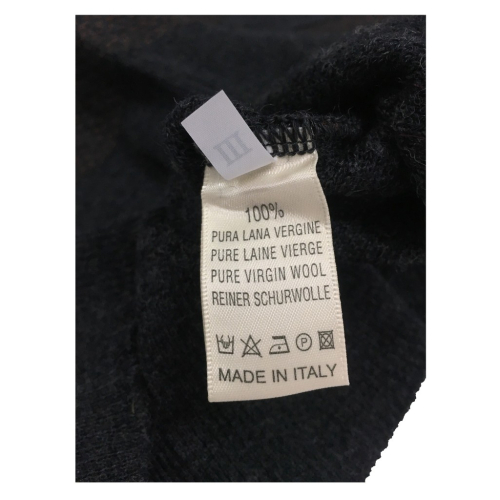 III
100%
PURA LANA VERGINE
PURE LAINE VIERGE
PURE VIRGIN WOOL
REINER SCHURWOLLE
P
MADE IN ITALY